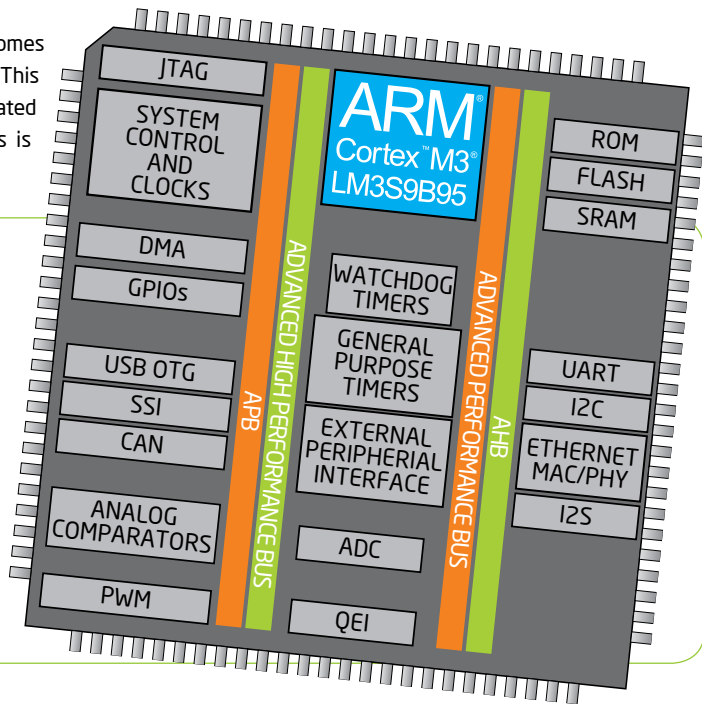 omes
This
ated
s is
JTAG
SYSTEM
CONTROL
AND
CLOCKS
DMA
GPIOs
USB OTG
SSI
CAN
ANALOG
COMPARATORS
PWM
APB
ADVANCED HIGH PERFORMANCE BUS
ARM®
Cortex™M3®
LM3S9B95
WATCHDOG
TIMERS
GENERAL
PURPOSE
TIMERS
EXTERNAL
PERIPHERIAL
INTERFACE
ADC
QEI
ADVANCED PERFORMANCE BUS
AHB
ROM
FLASH
SRAM
UART
I2C
ETHERNET
MAC/PHY
I2S